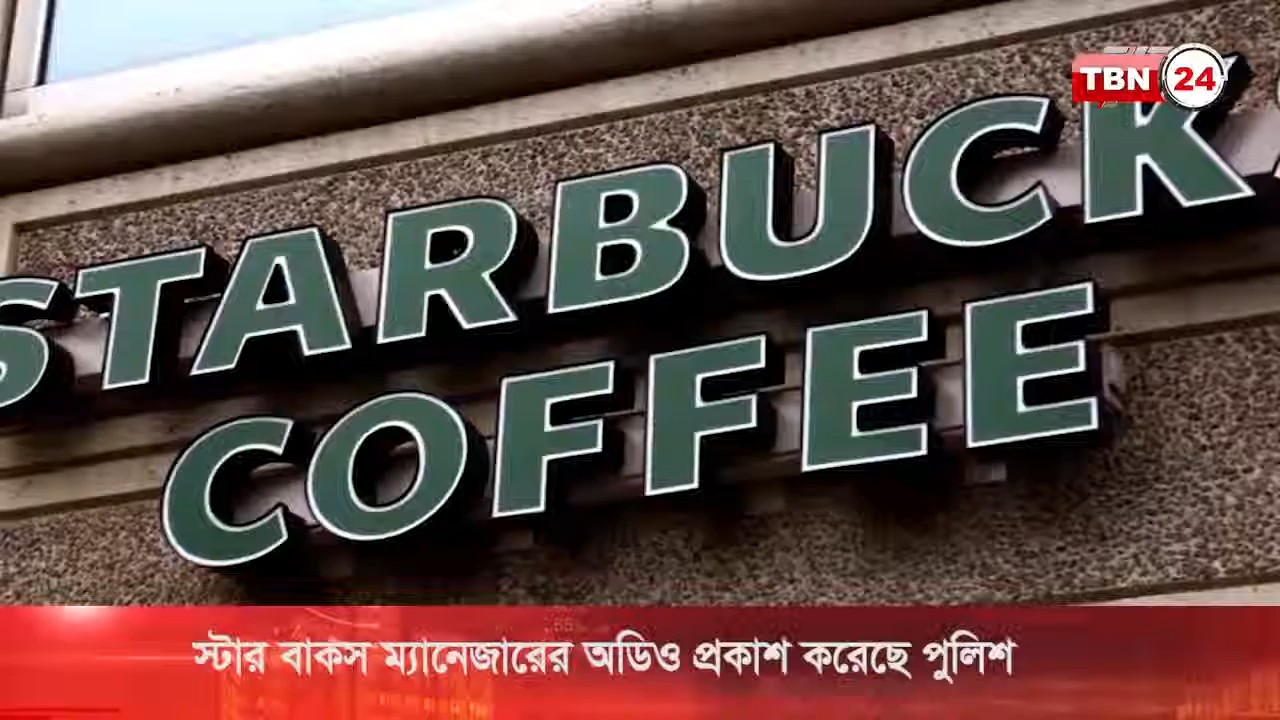 TBN 24
STARBUCK
COFFEE
স্টার বাকস ম্যানেজারের অডিও প্রকাশ করেছে পুলিশ